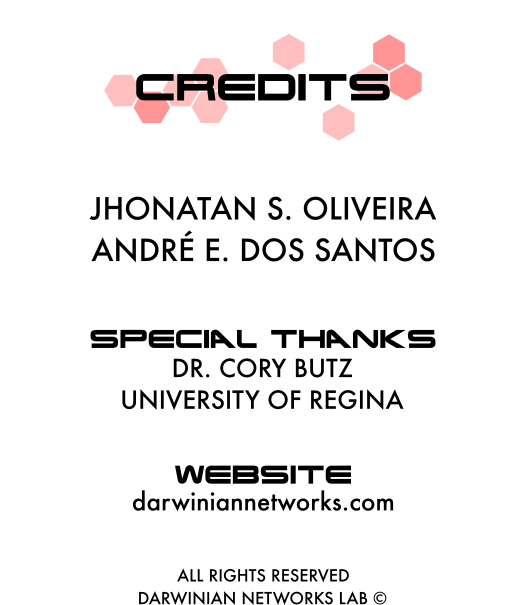 CREDITS
JHONATAN S. OLIVEIRA
ANDRÉ E. DOS SANTOS
SPECIAL THANKS
DR. CORY BUTZ
UNIVERSITY OF REGINA
WEBSITE
darwiniannetworks.com
ALL RIGHTS RESERVED
DARWINIAN NETWORKS LAB ©